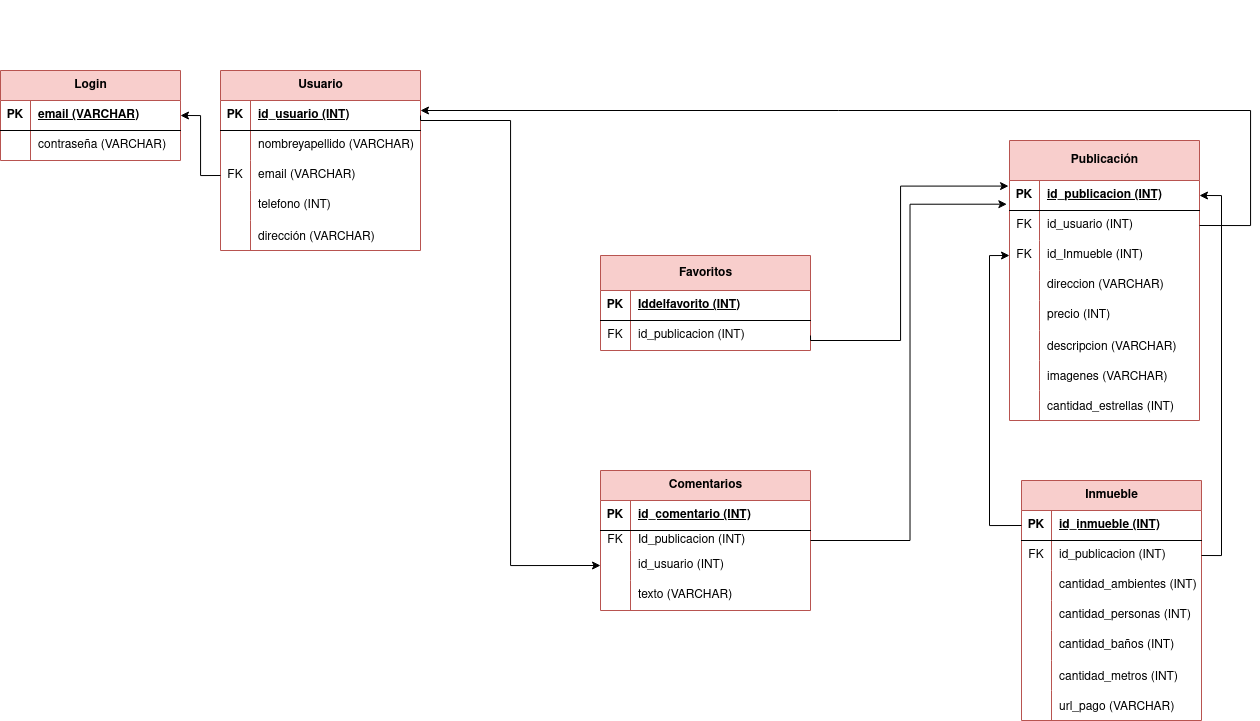 Login
PK email (VARCHAR)
contraseña (VARCHAR)
Usuario
PK id_usuario (INT)
nombreyapellido (VARCHAR)
FK email (VARCHAR)
telefono (INT)
dirección (VARCHAR)
Publicación
PK id_publicacion (INT)
FK id_usuario (INT)
FK id_Inmueble (INT)
direccion (VARCHAR)
precio (INT)
descripcion (VARCHAR)
imagenes (VARCHAR)
cantidad_estrellas (INT)
Favoritos
PK Iddelfavorito (INT)
FK id_publicacion (INT)
Comentarios
PK id_comentario (INT)
FK Id_publicacion (INT)
id_usuario (INT)
texto (VARCHAR)
Inmueble
PK id_inmueble (INT)
FK id_publicacion (INT)
cantidad_ambientes (INT)
cantidad_personas (INT)
cantidad_baños (INT)
cantidad_metros (INT)
url_pago (VARCHAR)